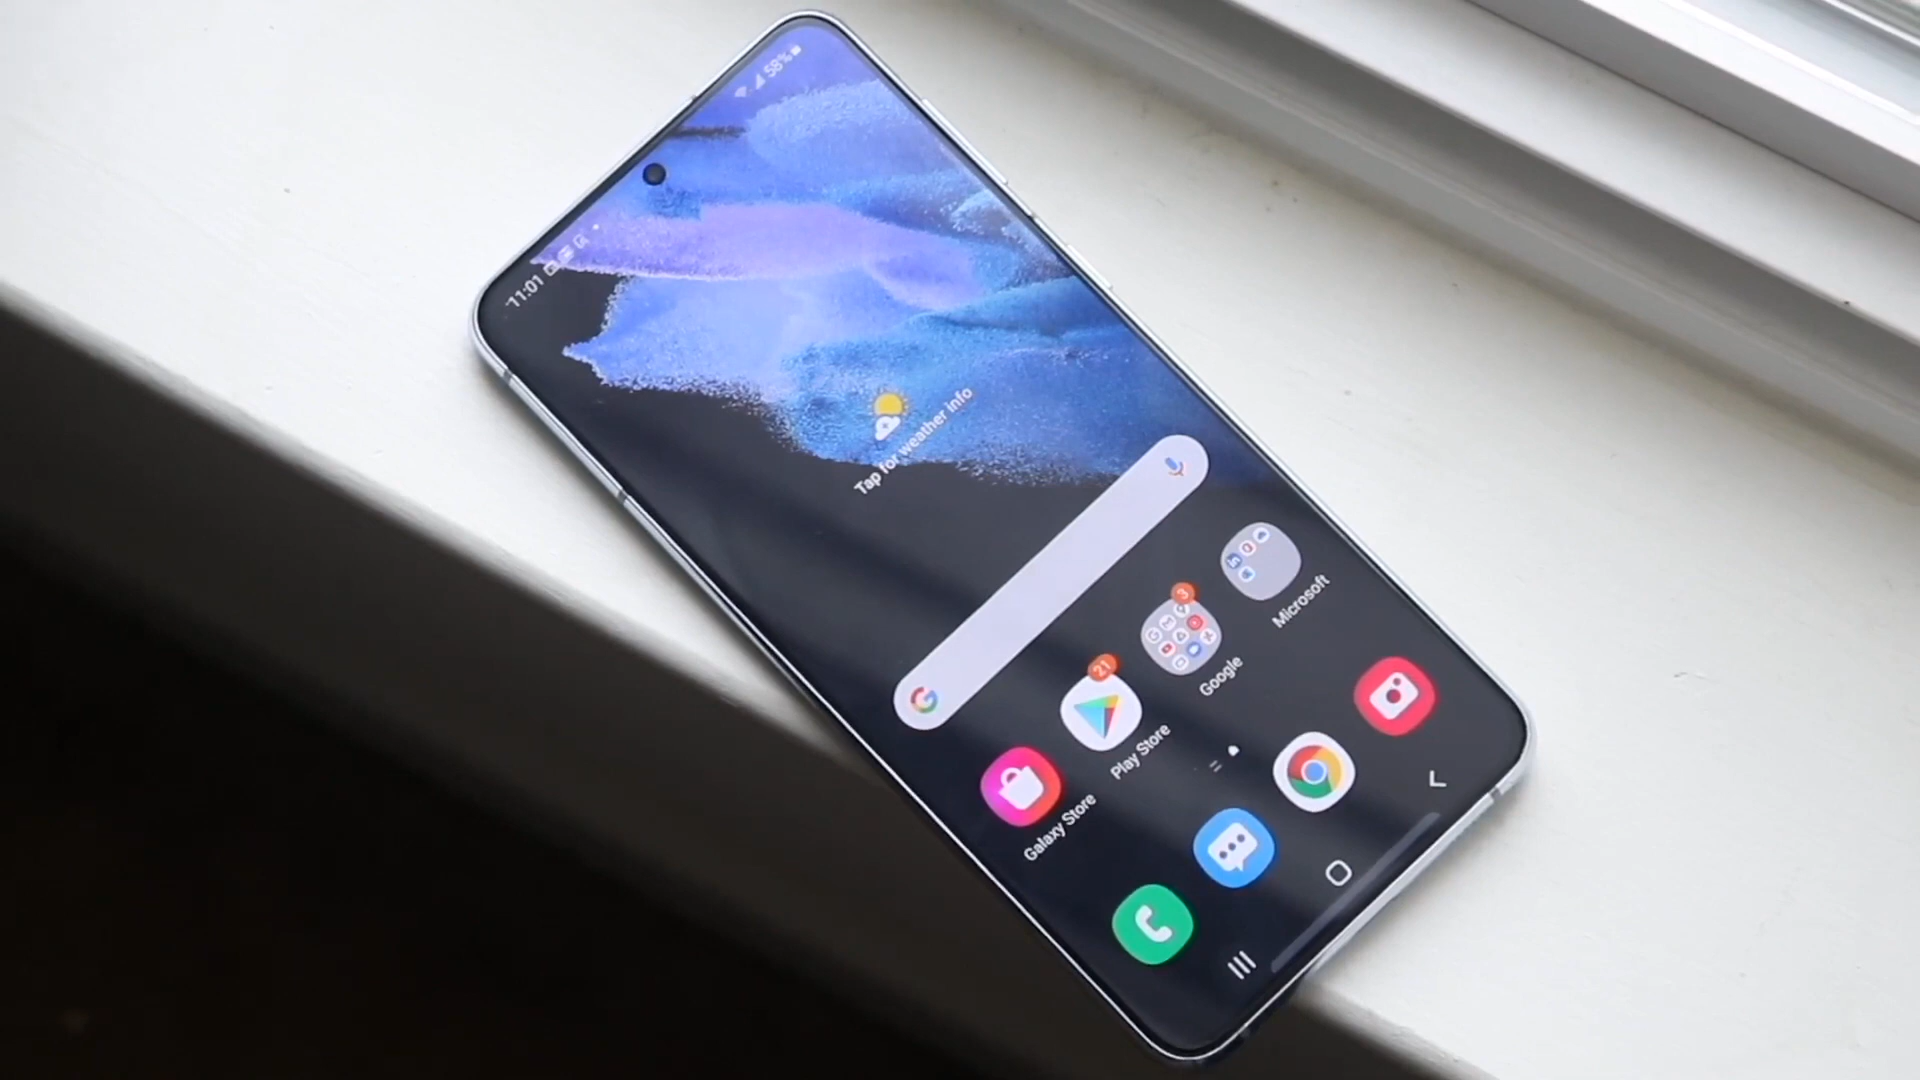 11:01
58%
Tap for weather info
Galaxy Store
21
Play Store
3
Google
Microsoft